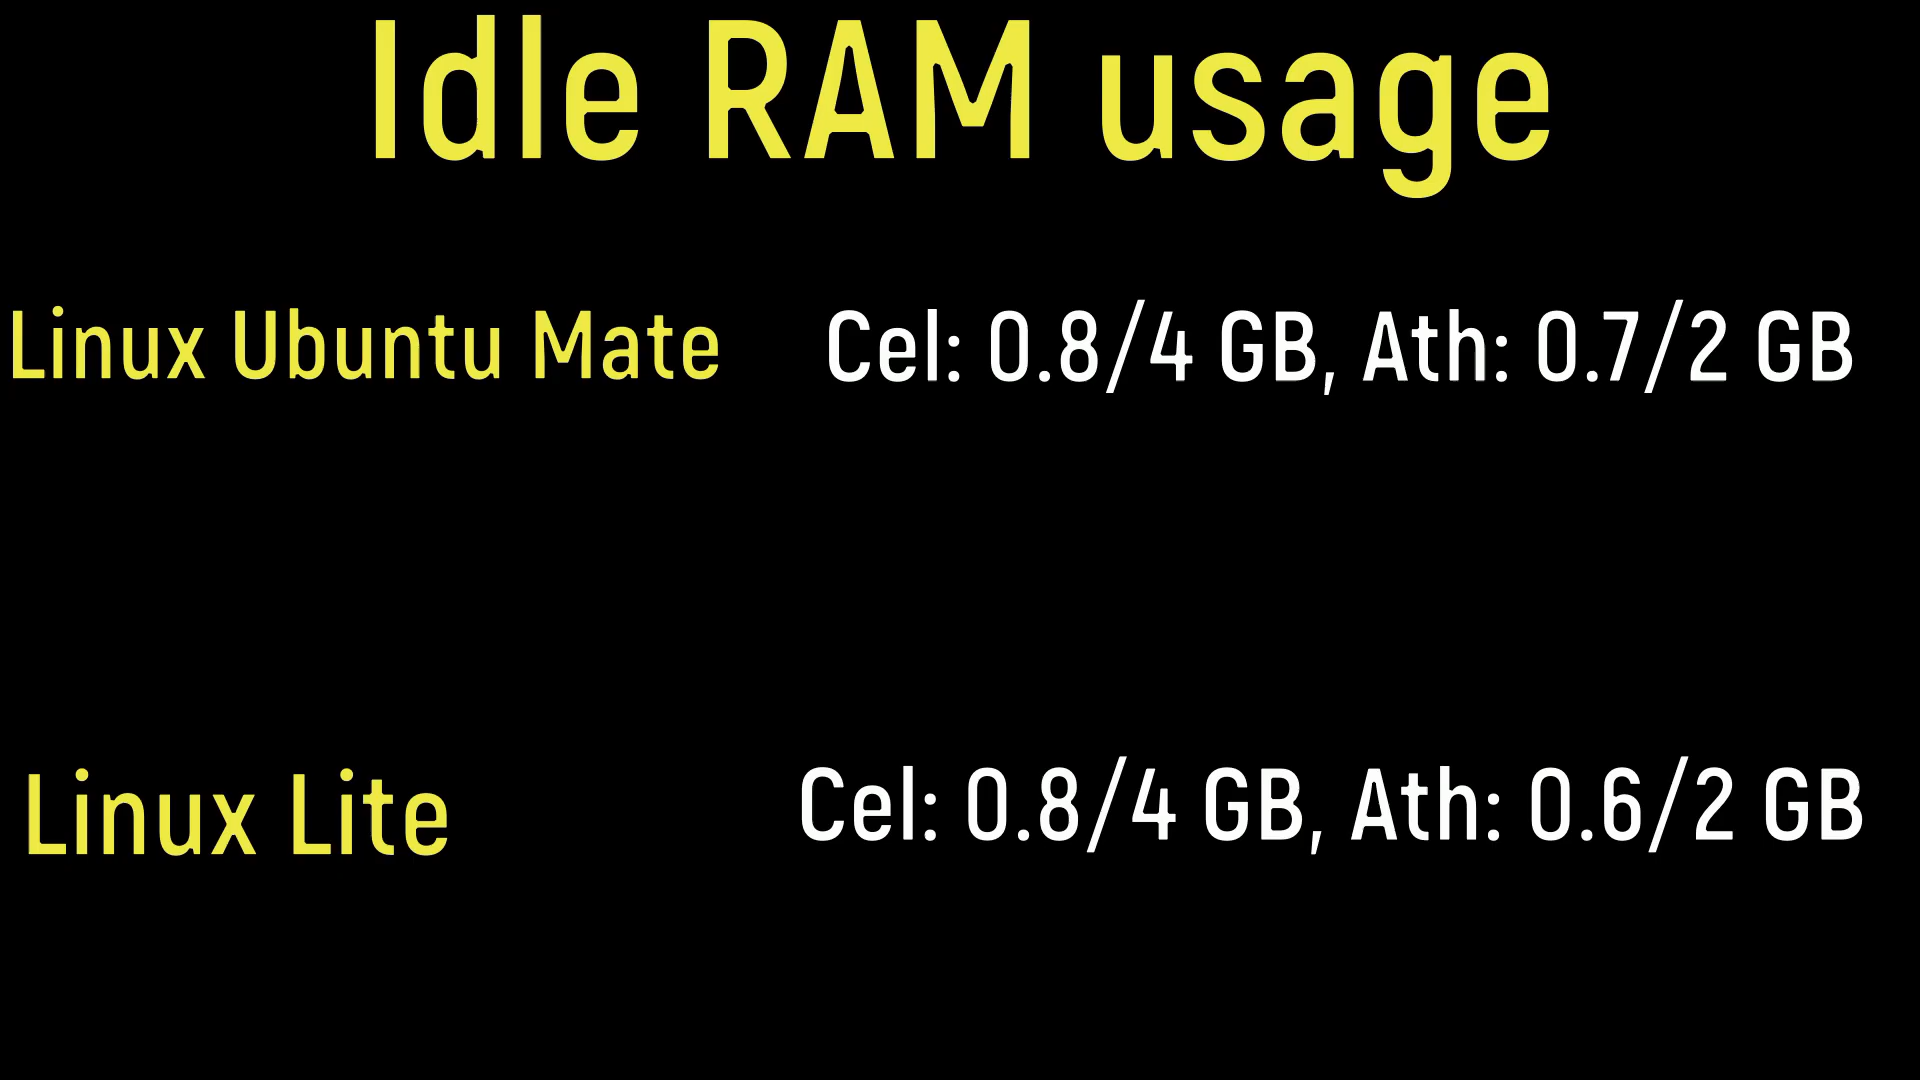 Idle RAM usage
Linux Ubuntu Mate Cel: 0.8/4 GB, Ath: 0.7/2 GB
Linux Lite Cel: 0.8/4 GB, Ath: 0.6/2 GB